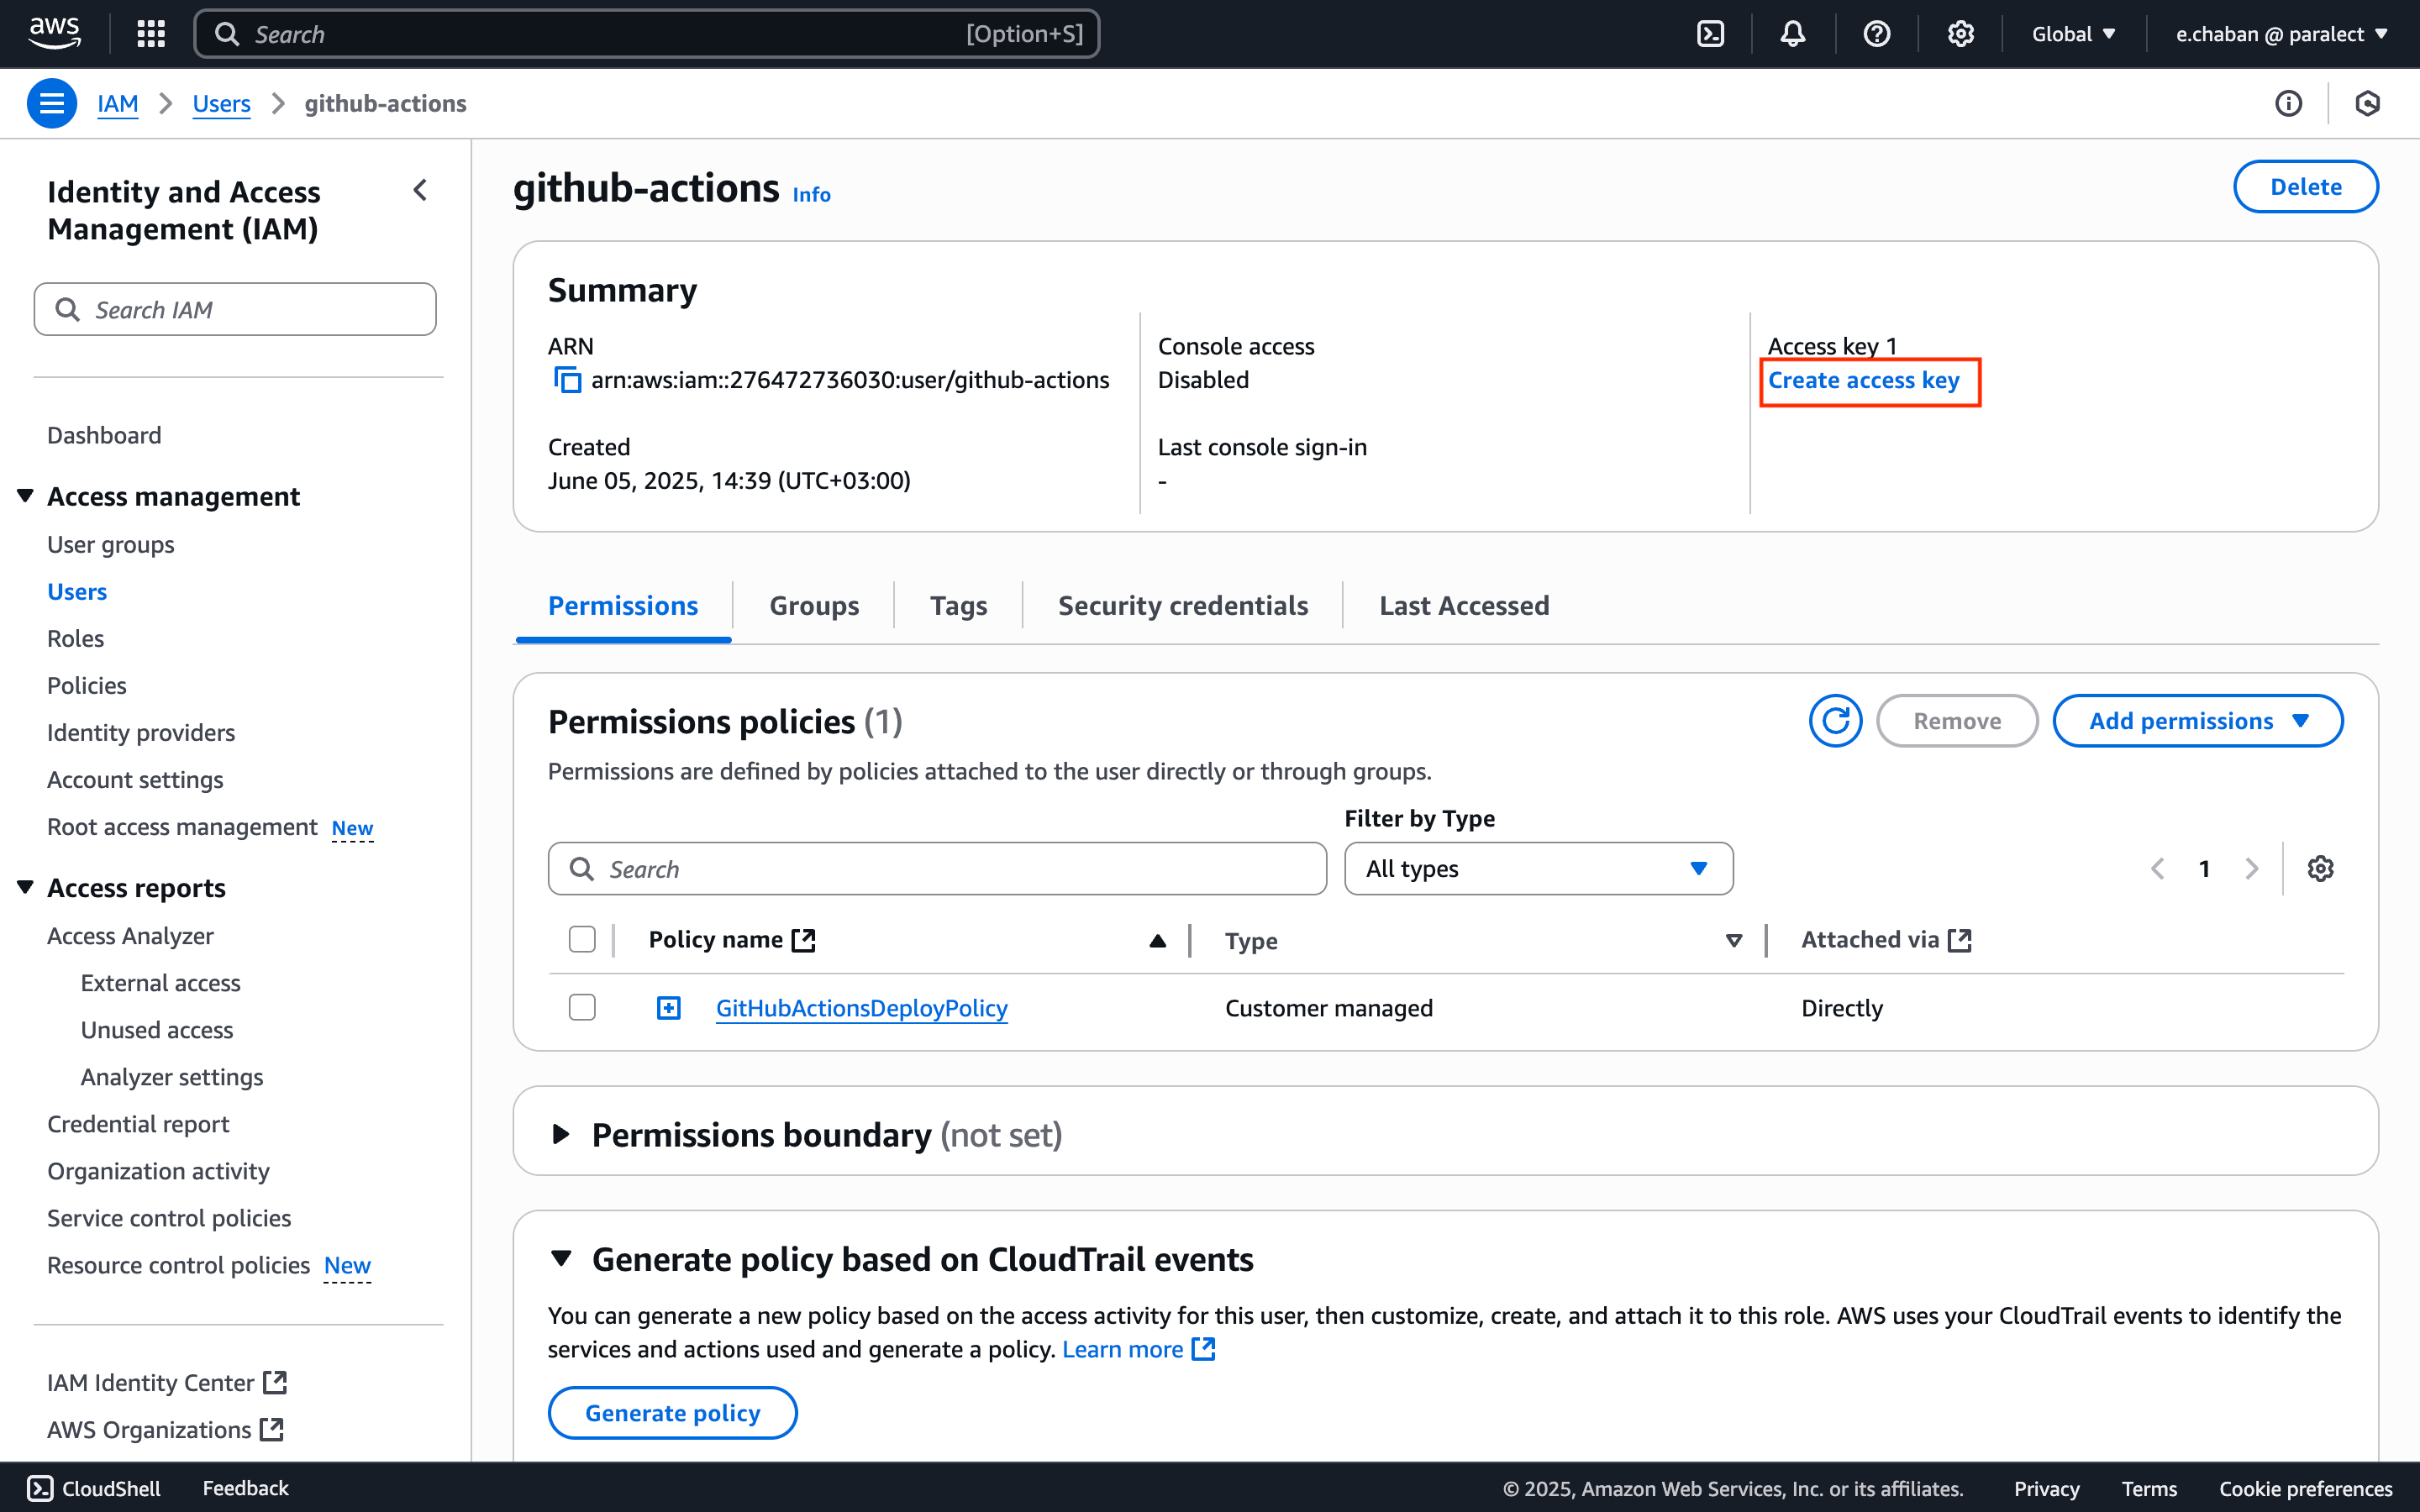 aws
Search
[Option+S]
Global
e.chaban @ paralect
IAM
Users
github-actions
Identity and Access
Management (IAM)
Search IAM
Dashboard
Access management
User groups
Users
Roles
Policies
Identity providers
Account settings
Root access management New
Access reports
Access Analyzer
External access
Unused access
Analyzer settings
Credential report
Organization activity
Service control policies
Resource control policies New
IAM Identity Center
AWS Organizations
github-actions Info
Delete
Summary
ARN
arn:aws:iam::276472736030:user/github-actions
Created
June 05, 2025, 14:39 (UTC+03:00)
Console access
Disabled
Last console sign-in
-
Access key 1
Create access key
Permissions
Groups
Tags
Security credentials
Last Accessed
Permissions policies (1)
Remove
Add permissions
Permissions are defined by policies attached to the user directly or through groups.
Filter by Type
Search
All types
1
Policy name
Type
Attached via
GitHubActionsDeployPolicy
Customer managed
Directly
Permissions boundary (not set)
Generate policy based on CloudTrail events
You can generate a new policy based on the access activity for this user, then customize, create, and attach it to this role. AWS uses your CloudTrail events to identify the
services and actions used and generate a policy. Learn more
Generate policy
CloudShell
Feedback
© 2025, Amazon Web Services, Inc. or its affiliates.
Privacy
Terms
Cookie preferences